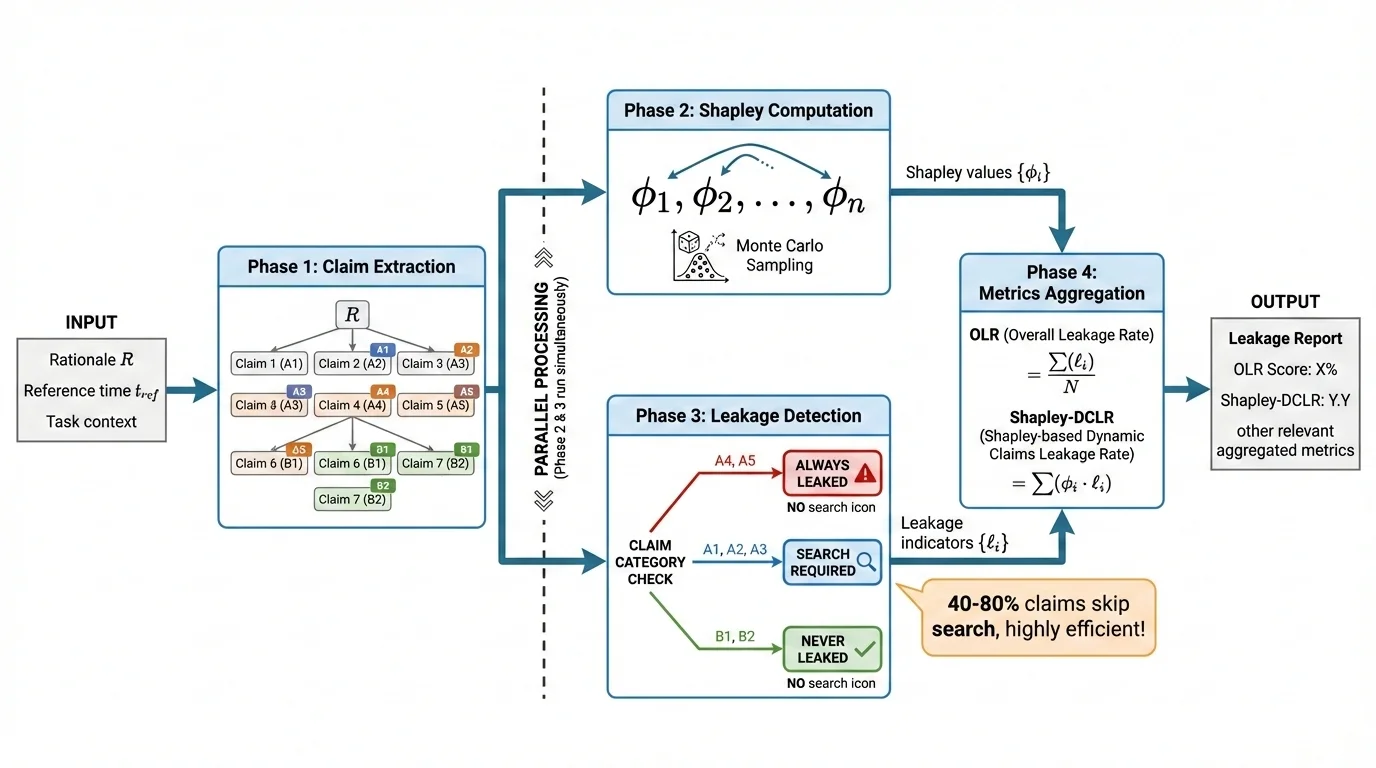 INPUT
Rationale R
Reference time t_ref
Task context
Phase 1: Claim Extraction
R
A1
A2
Claim 1 (A1)
Claim 2 (A2)
Claim 3 (A3)
A3
A4
AS
Claim 8 (A3)
Claim 4 (A4)
Claim 5 (AS)
ΔS
B1
B1
Claim 6 (B1)
Claim 6 (B1)
Claim 7 (B2)
B2
Claim 7 (B2)
PARALLEL PROCESSING
(Phase 2 & 3 run simultaneously)
Phase 2: Shapley Computation
ϕ1, ϕ2, . . . , ϕn
Monte Carlo
Sampling
Shapley values {ϕi}
Phase 3: Leakage Detection
CLAIM
CATEGORY
CHECK
A4, A5
ALWAYS
LEAKED
NO search icon
A1, A2, A3
SEARCH
REQUIRED
B1, B2
NEVER
LEAKED
NO search icon
Leakage
indicators {ℓi}
40-80% claims skip
search, highly efficient!
Phase 4:
Metrics Aggregation
OLR (Overall Leakage Rate)
= ∑(ℓi) / N
Shapley-DCLR
(Shapley-based Dynamic
Claims Leakage Rate)
= ∑(ϕi · ℓi)
OUTPUT
Leakage Report
OLR Score: X%
Shapley-DCLR: Y.Y
other relevant
aggregated metrics